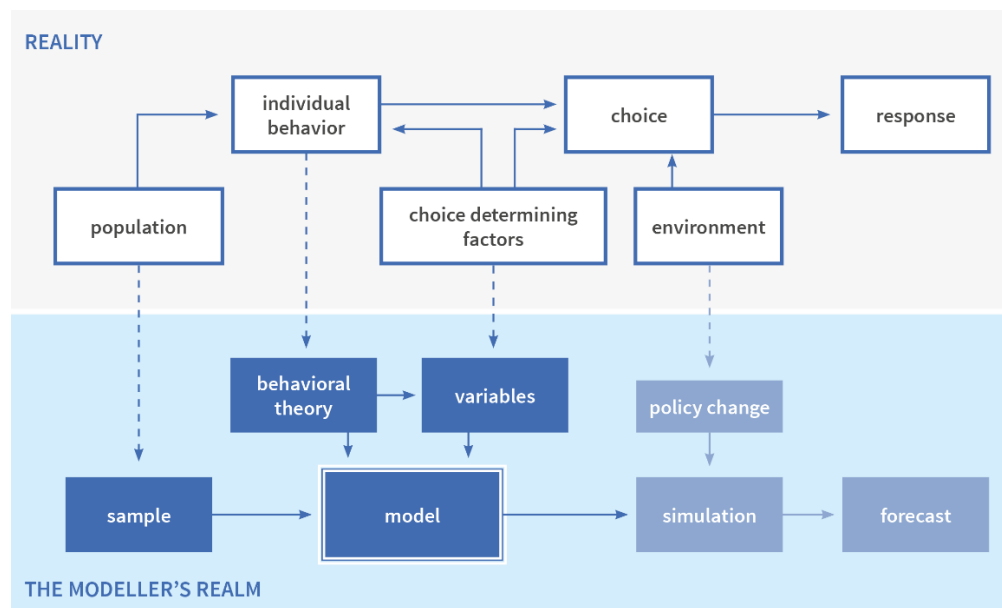 REALITY
individual
behavior
choice
response
population
choice determining
factors
environment
behavioral
theory
variables
policy change
sample
model
simulation
forecast
THE MODELLER’S REALM